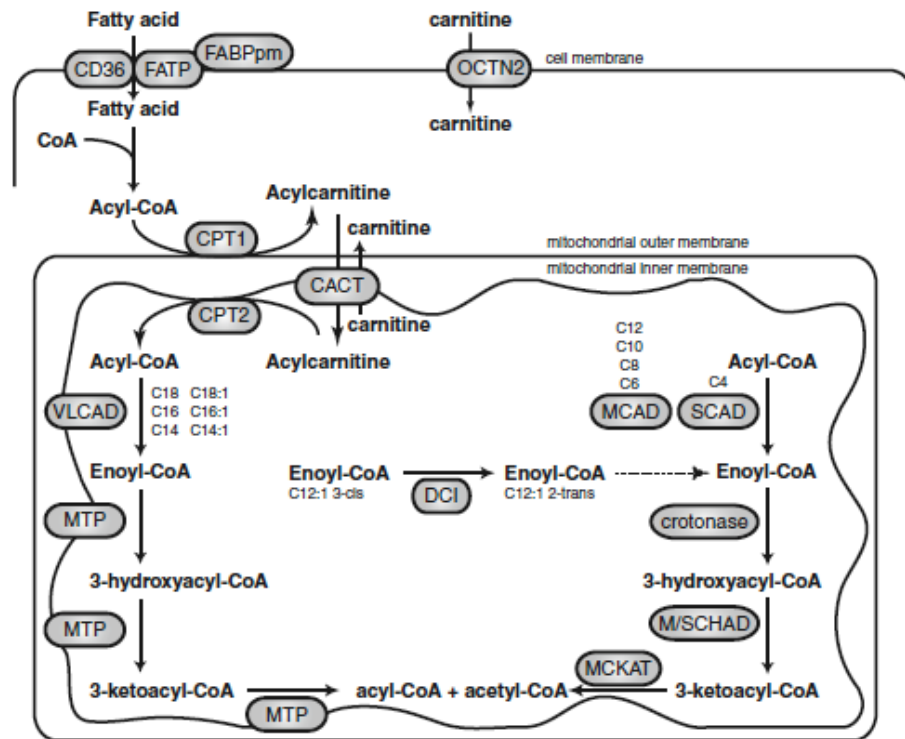 Fatty acid
carnitine
CD36
FATP
FABPpm
OCTN2
cell membrane
Fatty acid
carnitine
CoA
Acyl-CoA
Acylcarnitine
CPT1
carnitine
mitochondrial outer membrane
mitochondrial inner membrane
CACT
CPT2
carnitine
Acyl-CoA
Acylcarnitine
C12
C10
C8
C6
C4
Acyl-CoA
VLCAD
C18 C18:1
C16 C16:1
C14 C14:1
MCAD
SCAD
Enoyl-CoA
Enoyl-CoA
C12:1 3-cis
DCI
Enoyl-CoA
C12:1 2-trans
Enoyl-CoA
MTP
crotonase
3-hydroxyacyl-CoA
3-hydroxyacyl-CoA
MTP
M/SCHAD
MCKAT
3-ketoacyl-CoA
MTP
acyl-CoA + acetyl-CoA
3-ketoacyl-CoA